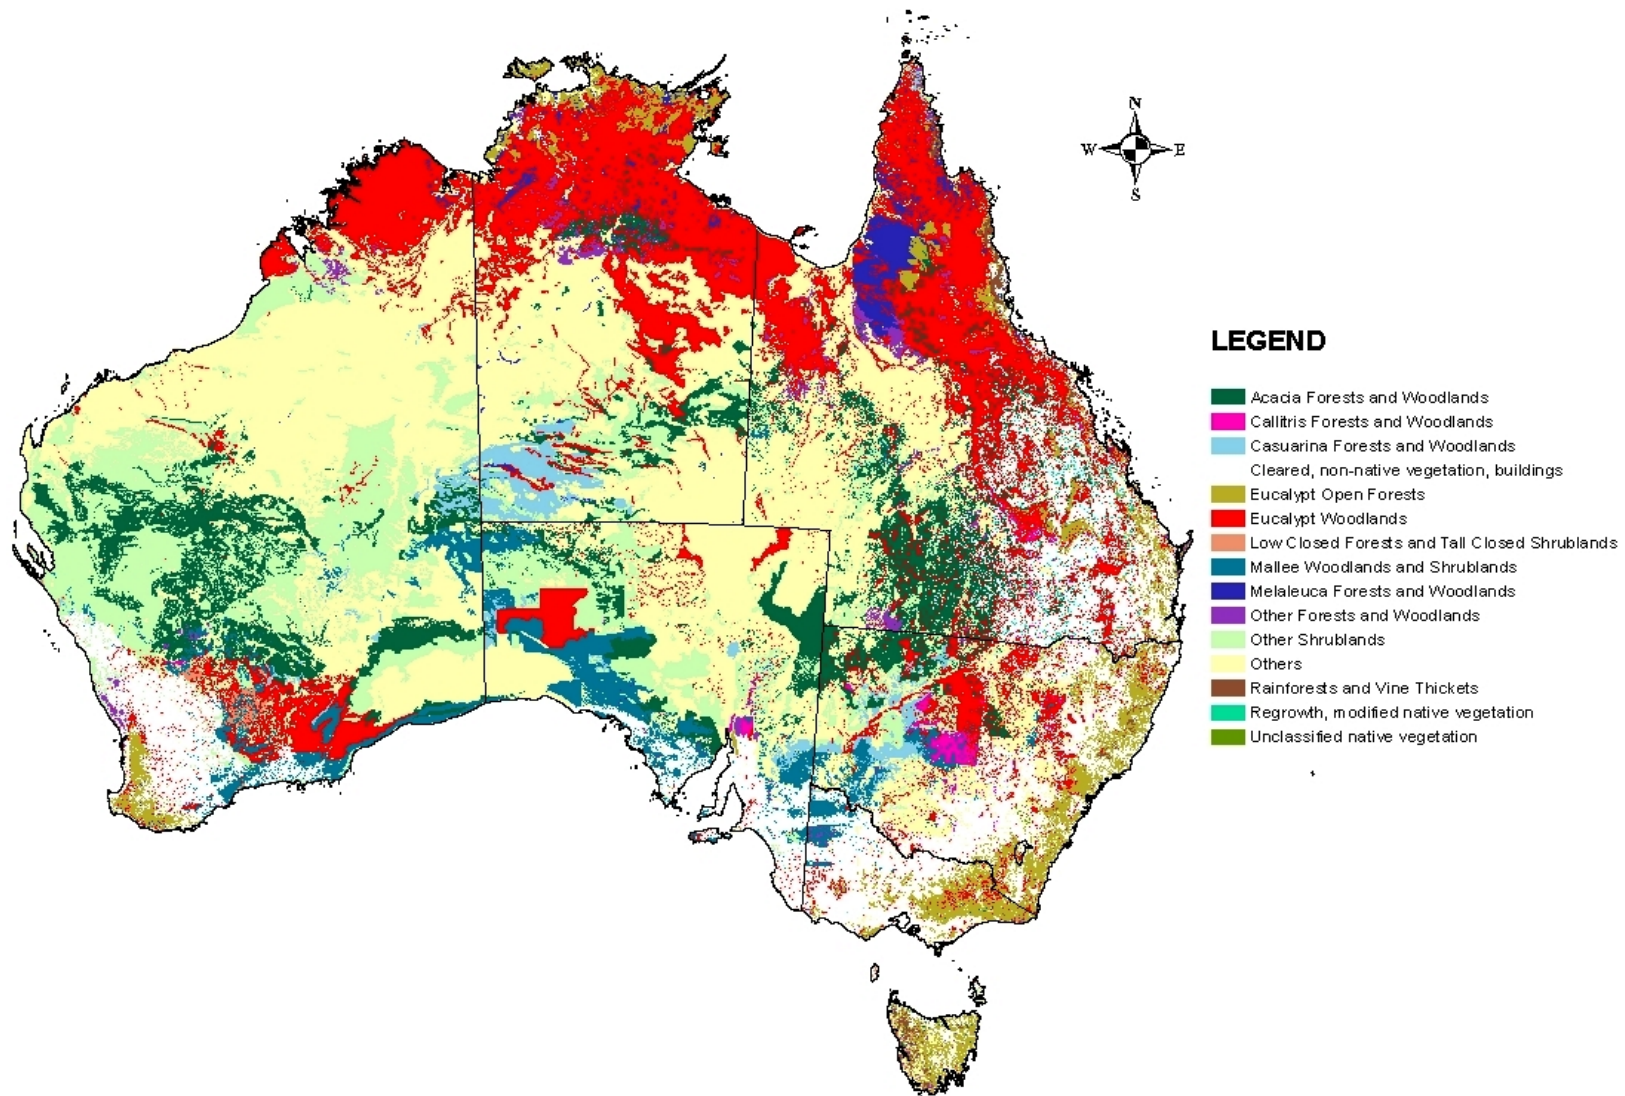 N
W E
S
LEGEND
Acacia Forests and Woodlands
Callitris Forests and Woodlands
Casuarina Forests and Woodlands
Cleared, non-native vegetation, buildings
Eucalypt Open Forests
Eucalypt Woodlands
Low Closed Forests and Tall Closed Shrublands
Mallee Woodlands and Shrublands
Melaleuca Forests and Woodlands
Other Forests and Woodlands
Other Shrublands
Others
Rainforests and Vine Thickets
Regrowth, modified native vegetation
Unclassified native vegetation